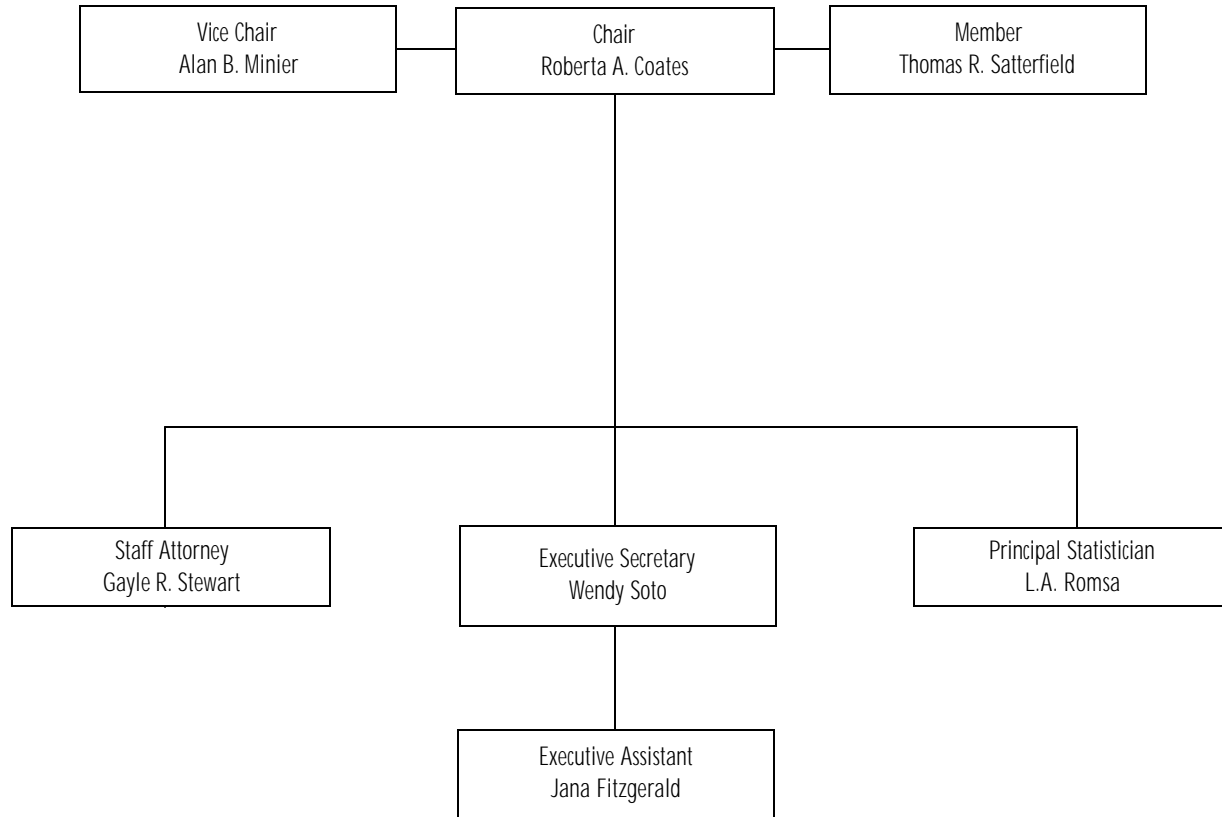 Vice Chair
Alan B. Minier
Chair
Roberta A. Coates
Member
Thomas R. Satterfield
Staff Attorney
Gayle R. Stewart
Executive Secretary
Wendy Soto
Principal Statistician
L.A. Romsa
Executive Assistant
Jana Fitzgerald